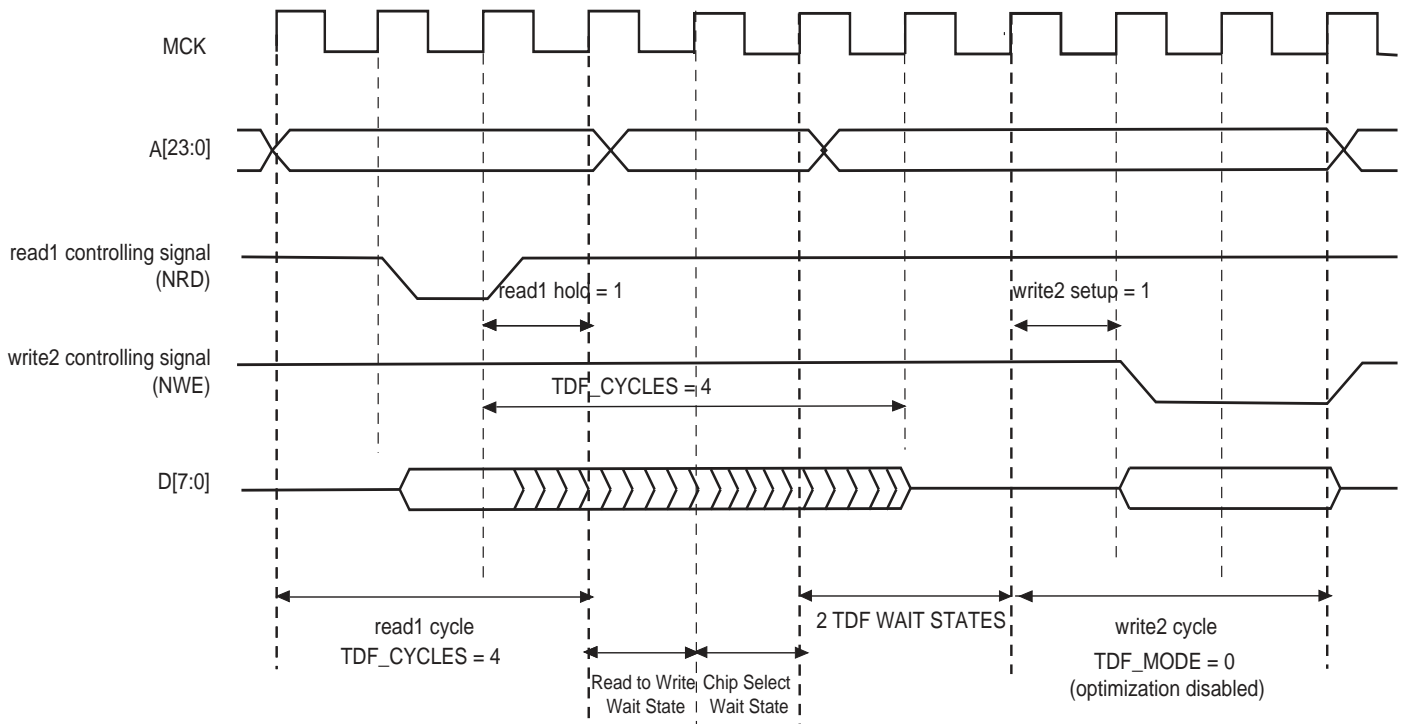 MCK
A[23:0]
read1 controlling signal
(NRD)
read1 hold = 1
write2 setup = 1
write2 controlling signal
(NWE)
TDF_CYCLES = 4
D[7:0]
read1 cycle
TDF_CYCLES = 4
2 TDF WAIT STATES
write2 cycle
TDF_MODE = 0
(optimization disabled)
Read to Write
Wait State
Chip Select
Wait State